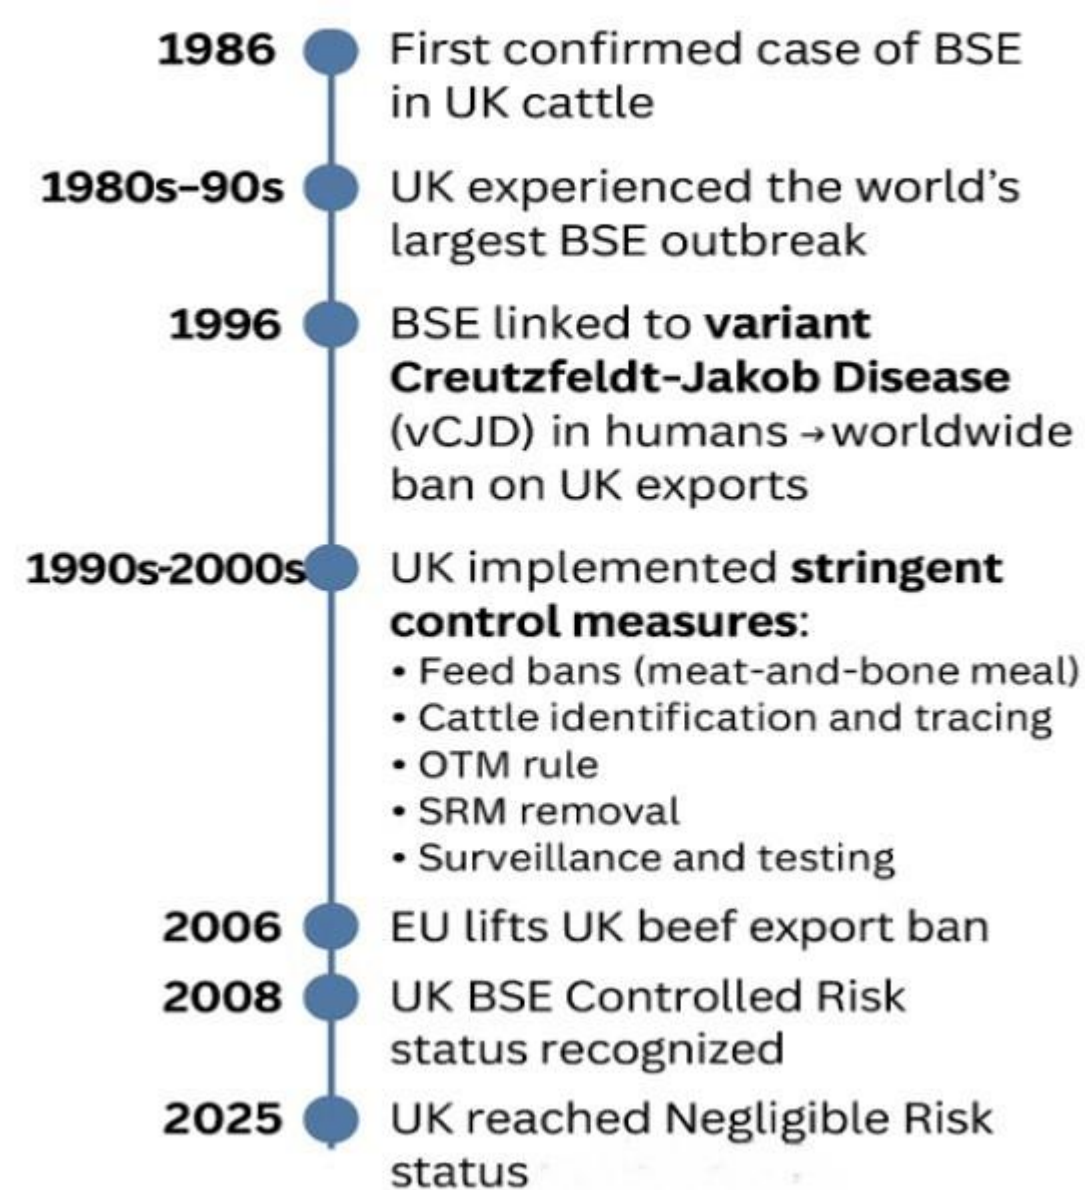 1986
First confirmed case of BSE
in UK cattle
1980s–90s
UK experienced the world’s
largest BSE outbreak
1996
BSE linked to variant
Creutzfeldt-Jakob Disease
(vCJD) in humans →worldwide
ban on UK exports
1990s-2000s
UK implemented stringent
control measures:
• Feed bans (meat-and-bone meal)
• Cattle identification and tracing
• OTM rule
• SRM removal
• Surveillance and testing
2006
EU lifts UK beef export ban
2008
UK BSE Controlled Risk
status recognized
2025
UK reached Negligible Risk
status